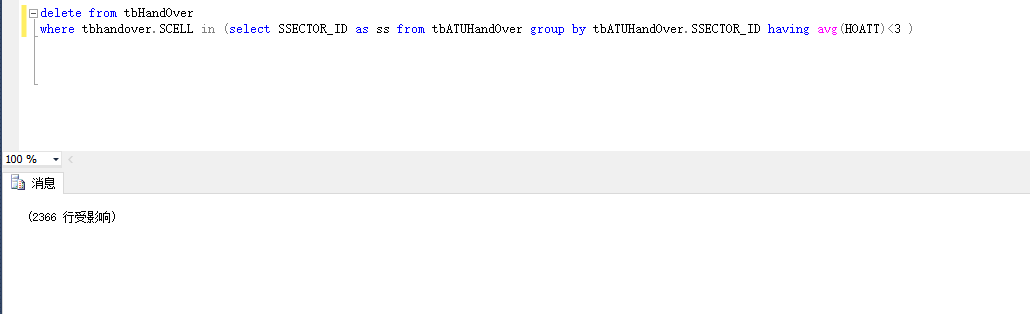 delete from tbHandOver
where tbhandover.SCELL in (select SSECTOR_ID as ss from tbATUHandOver group by tbATUHandOver.SSECTOR_ID having avg(HOATT)<3 )
100 %
消息
(2366 行受影响)